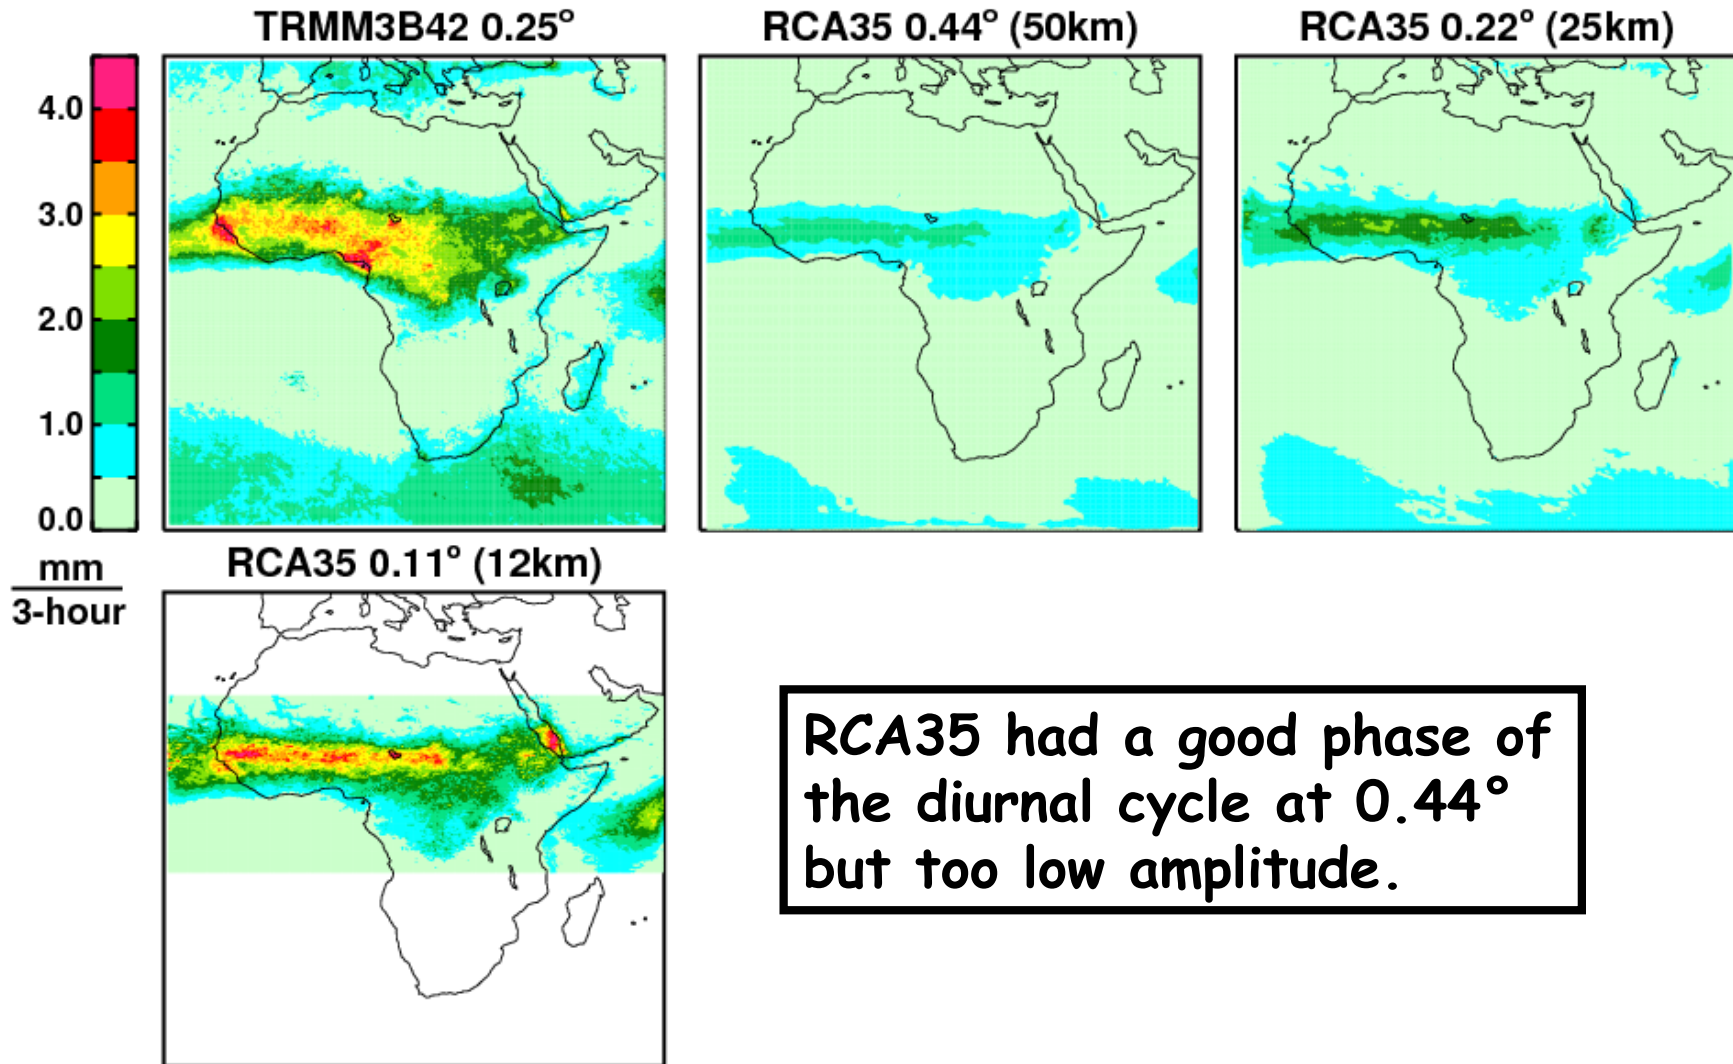 TRMM3B42 0.25°
RCA35 0.44° (50km)
RCA35 0.22° (25km)
4.0
3.0
2.0
1.0
0.0
mm
3-hour
RCA35 0.11° (12km)
RCA35 had a good phase of
the diurnal cycle at 0.44°
but too low amplitude.